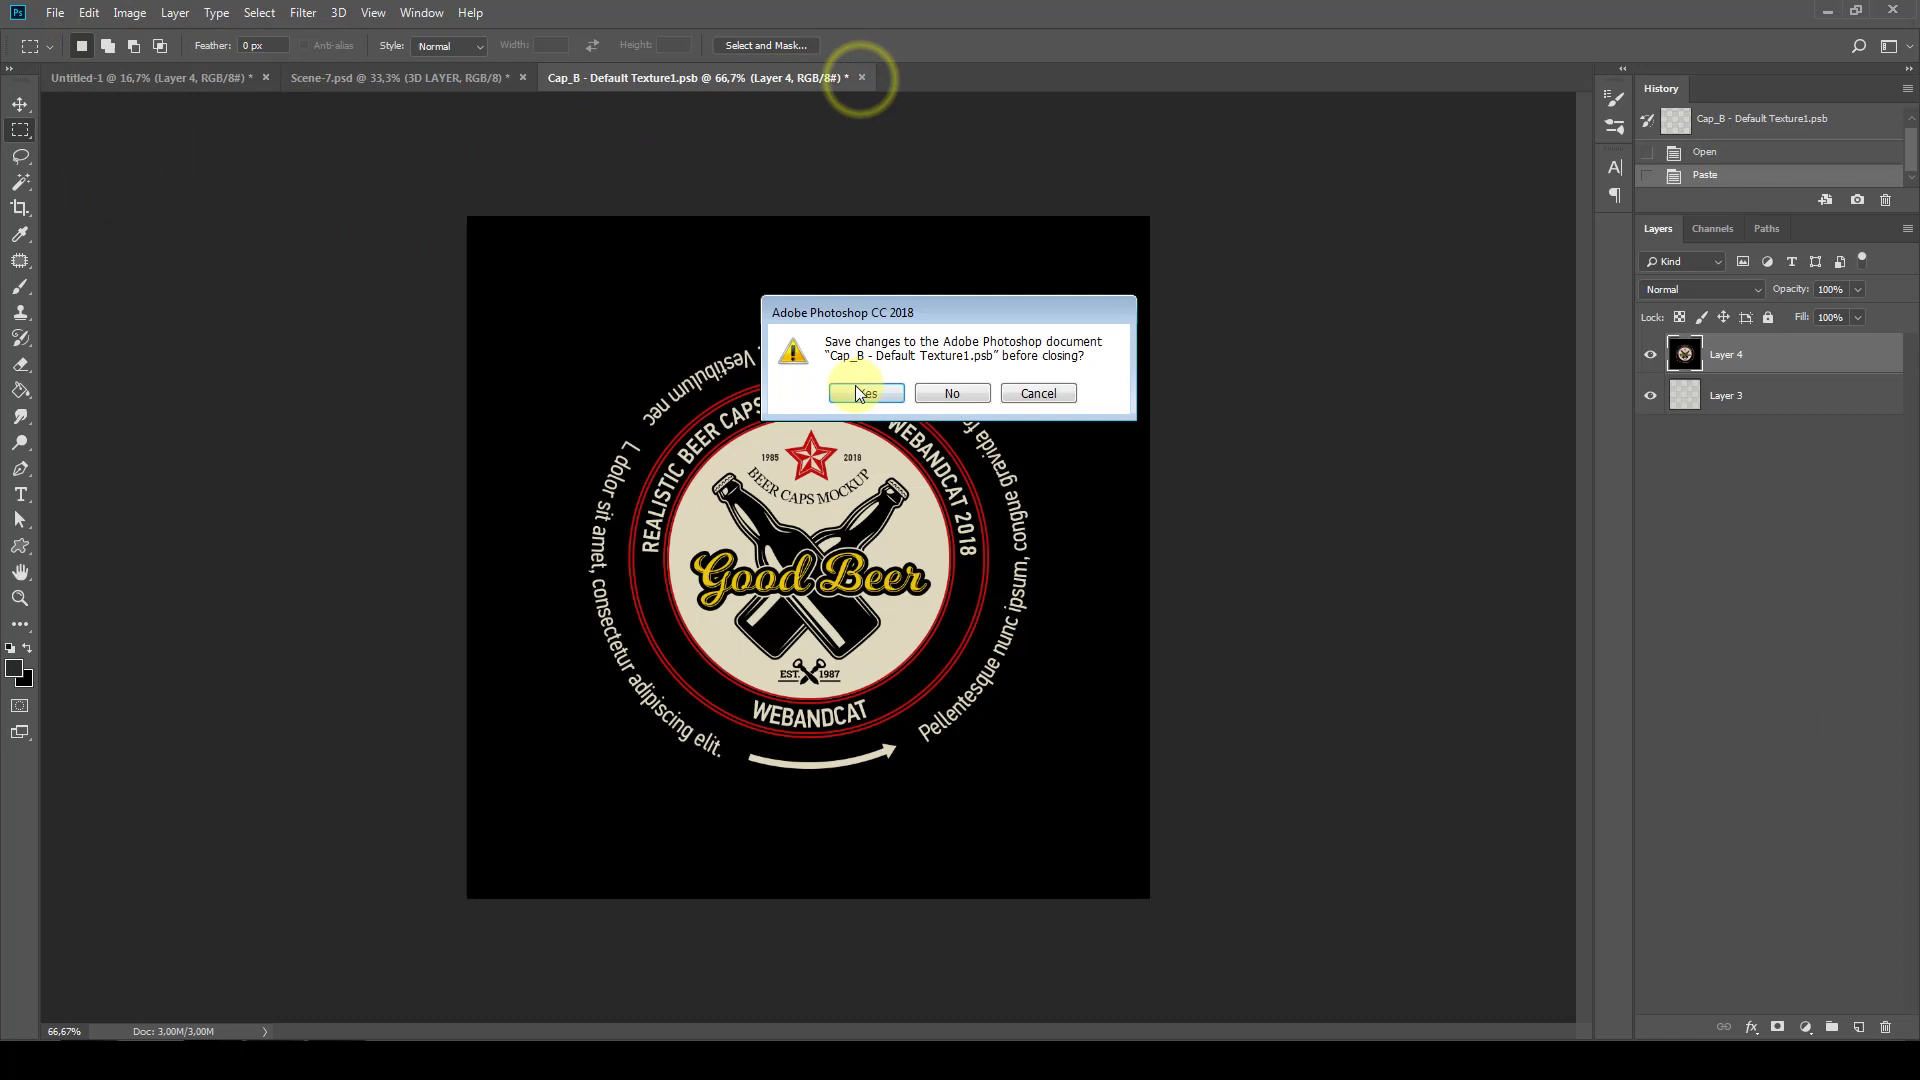 Ps File Edit Image Layer Type Select Filter 3D View Window Help
Feather: 0 px Anti-alias Style: Normal Width: Height: Select and Mask...
Untitled-1 @ 16,7% (Layer 4, RGB/8#) * Scene-7.psd @ 33,3% (3D LAYER, RGB/8) * Cap_B - Default Texture1.psb @ 66,7% (Layer 4, RGB/8#) *
History
Cap_B - Default Texture1.psb
Open
Paste
Layers Channels Paths
Kind
Normal Opacity: 100%
Lock: Fill: 100%
Layer 4
Layer 3
Adobe Photoshop CC 2018
Save changes to the Adobe Photoshop document
“Cap_B - Default Texture1.psb” before closing?
No Cancel
Vestibulum nec
L. dolor sit amet, consectetur adipiscing elit.
Pellentesque nunc ipsum, congue gravida
REALISTIC BEER CAPS
WEBANDCAT 2018
1985 2018
BEER CAPS MOCKUP
Good Beer
EST. 1987
WEBANDCAT
66,67% Doc: 3,00M/3,00M